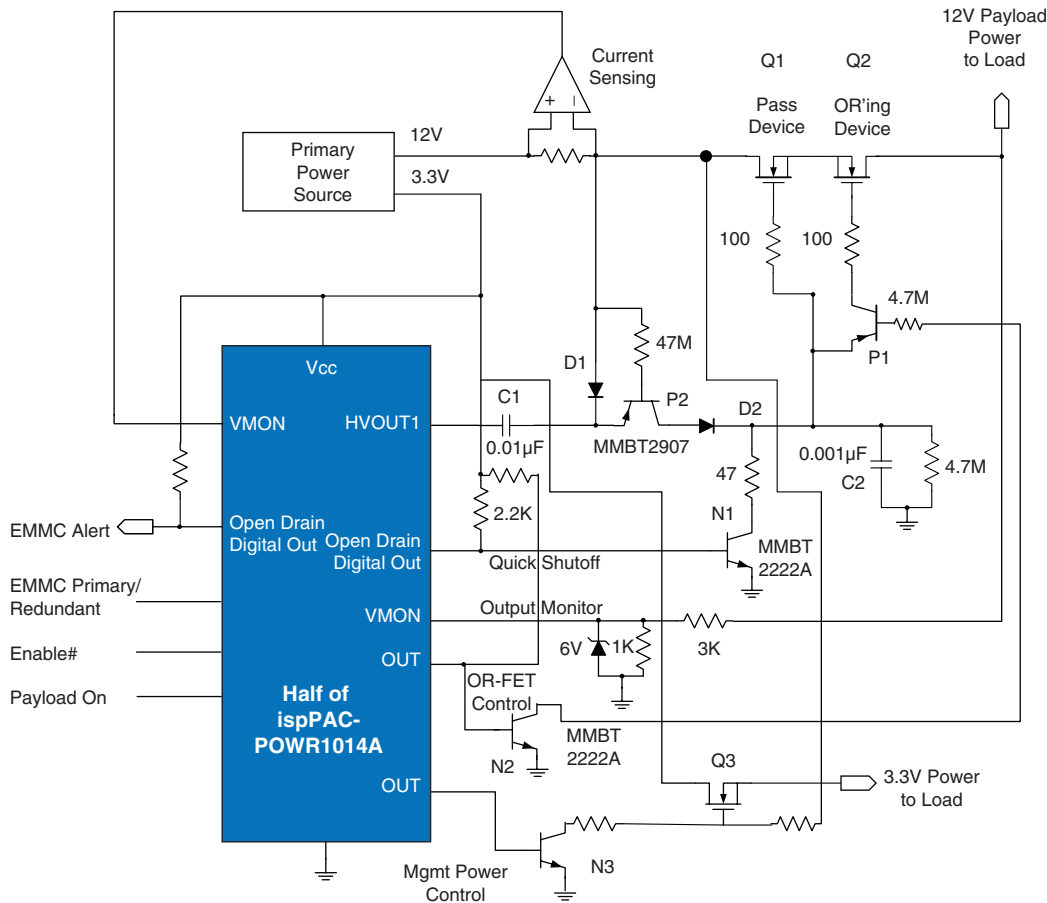 12V Payload
Power
to Load
Current
Sensing
Q1
Q2
Pass
Device
OR'ing
Device
+
–
12V
3.3V
Primary
Power
Source
100
100
4.7M
P1
47M
D1
P2
D2
C1
0.01µF
MMBT2907
Vcc
VMON
HVOUT1
0.001µF
C2
4.7M
47
N1
MMBT
2222A
2.2K
EMMC Alert
Open Drain
Digital Out
Open Drain
Digital Out
Quick Shutoff
EMMC Primary/
Redundant
VMON
Output Monitor
6V
1K
3K
Enable#
OUT
OR-FET
Control
Payload On
Half of
ispPAC-
POWR1014A
MMBT
2222A
N2
Q3
3.3V Power
to Load
OUT
N3
Mgmt Power
Control